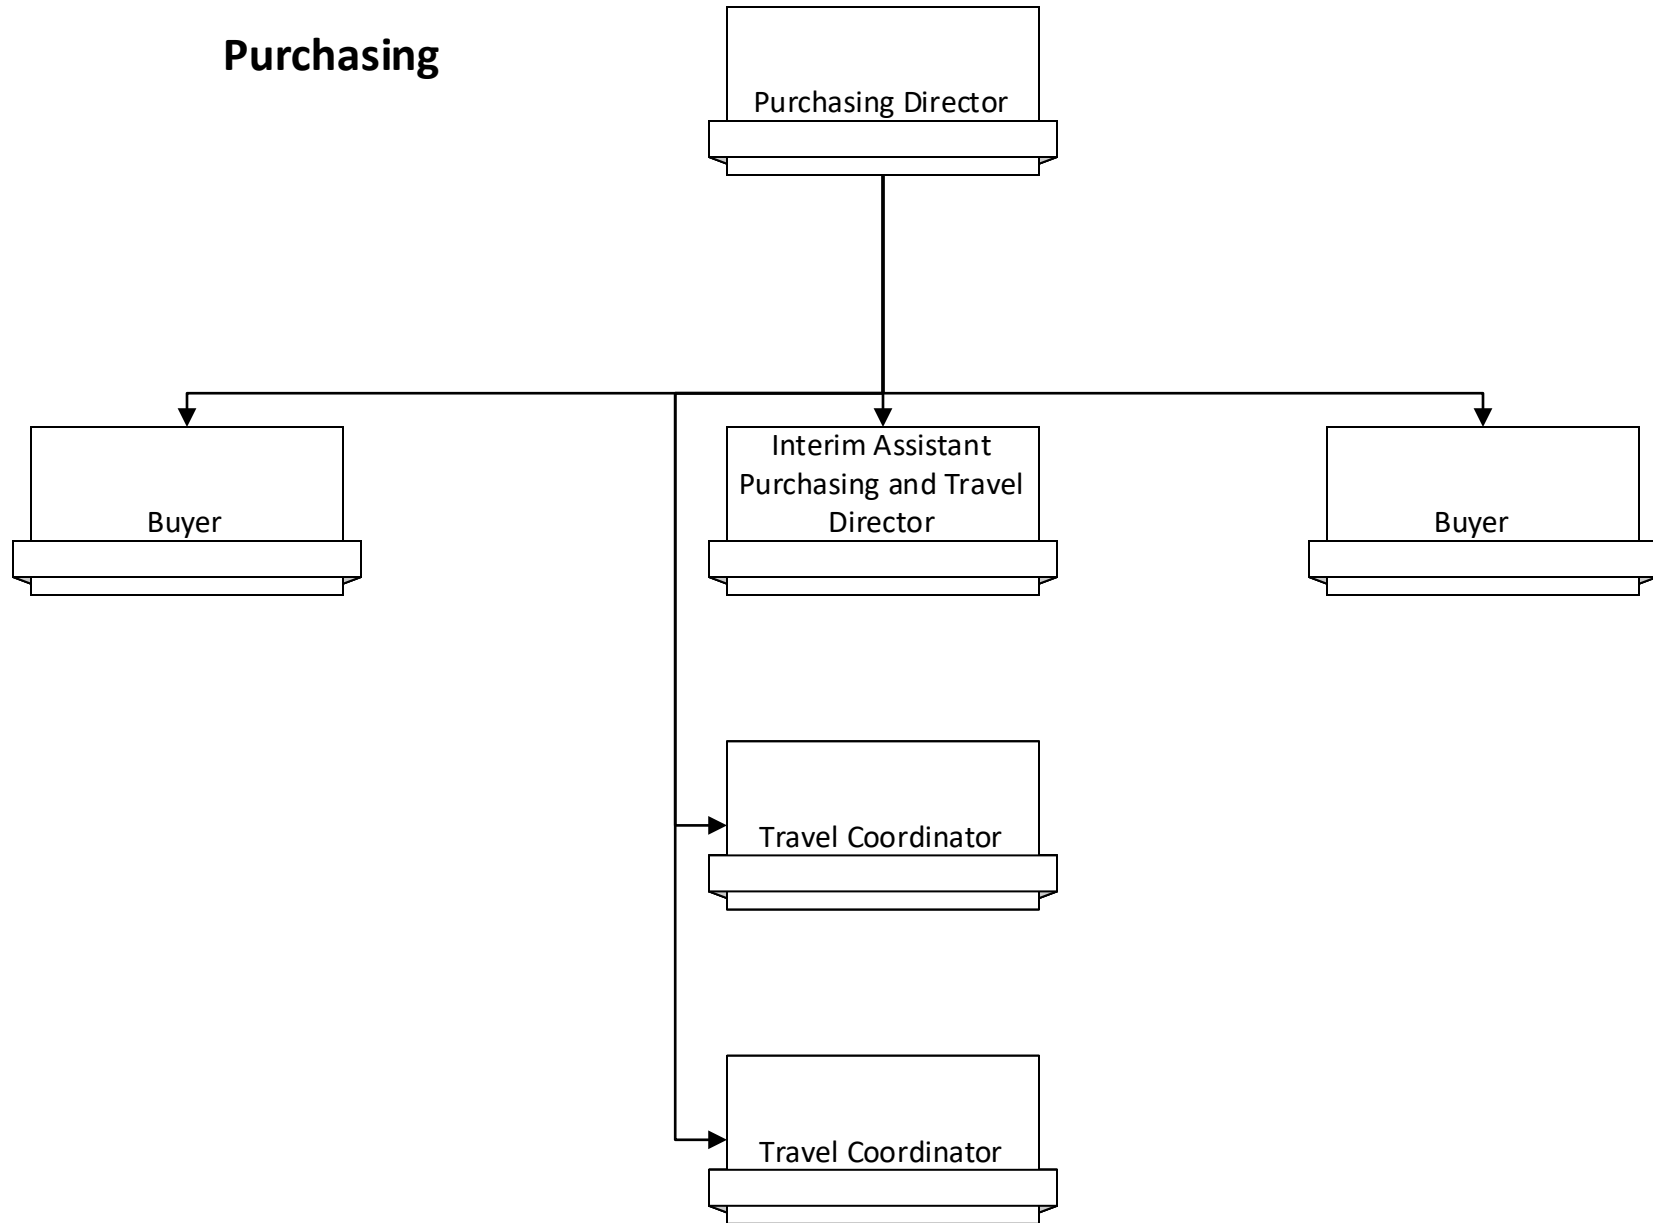 Purchasing
Purchasing Director
Buyer
Interim Assistant
Purchasing and Travel
Director
Buyer
Travel Coordinator
Travel Coordinator